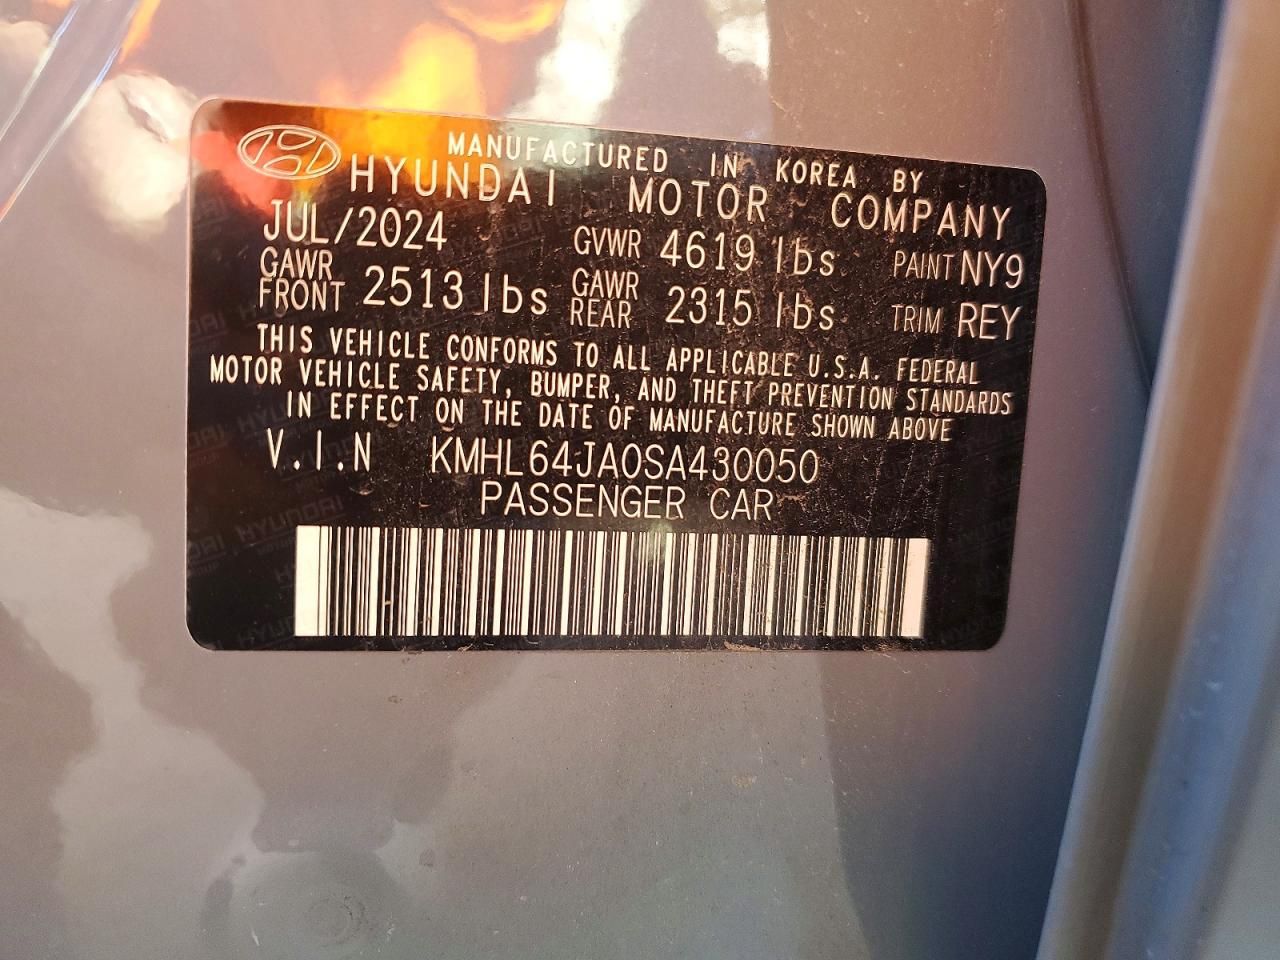 MANUFACTURED IN KOREA BY
HYUNDAI MOTOR COMPANY
JUL/2024 GVWR 4619 lbs PAINT NY9
GAWR FRONT 2513 lbs GAWR REAR 2315 lbs TRIM REY
THIS VEHICLE CONFORMS TO ALL APPLICABLE U.S.A. FEDERAL
MOTOR VEHICLE SAFETY, BUMPER, AND THEFT PREVENTION STANDARDS
IN EFFECT ON THE DATE OF MANUFACTURE SHOWN ABOVE
V.I.N KMHL64JA0SA430050
PASSENGER CAR